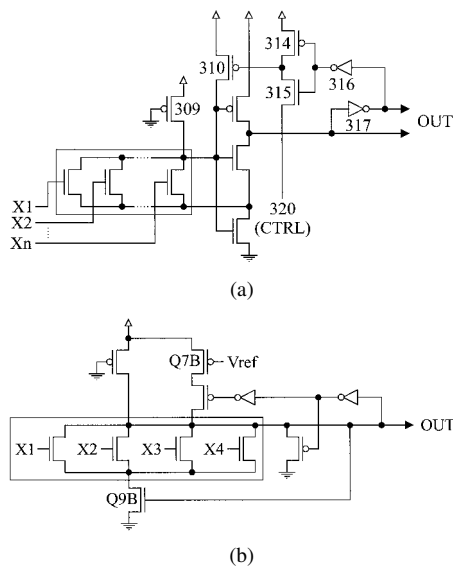 314
310
315
316
309
317
OUT
X1
X2
Xn
320
(CTRL)
(a)
Q7B
Vref
OUT
X1
X2
X3
X4
Q9B
(b)